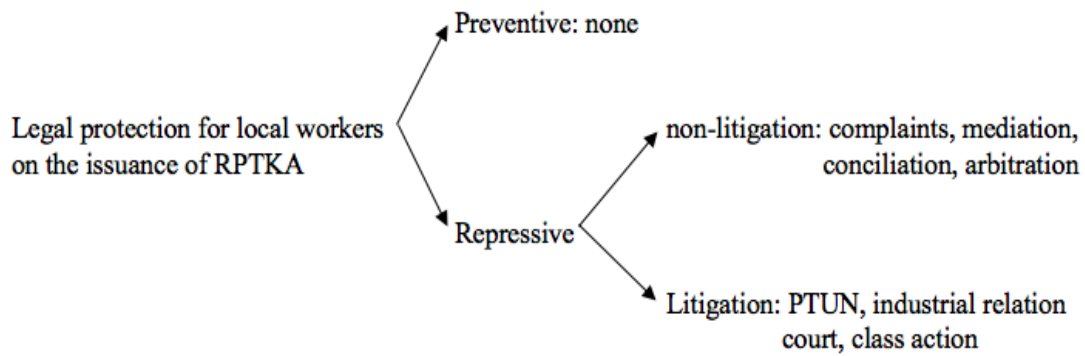 Preventive: none
Legal protection for local workers
on the issuance of RPTKA
non-litigation: complaints, mediation,
conciliation, arbitration
Repressive
Litigation: PTUN, industrial relation
court, class action